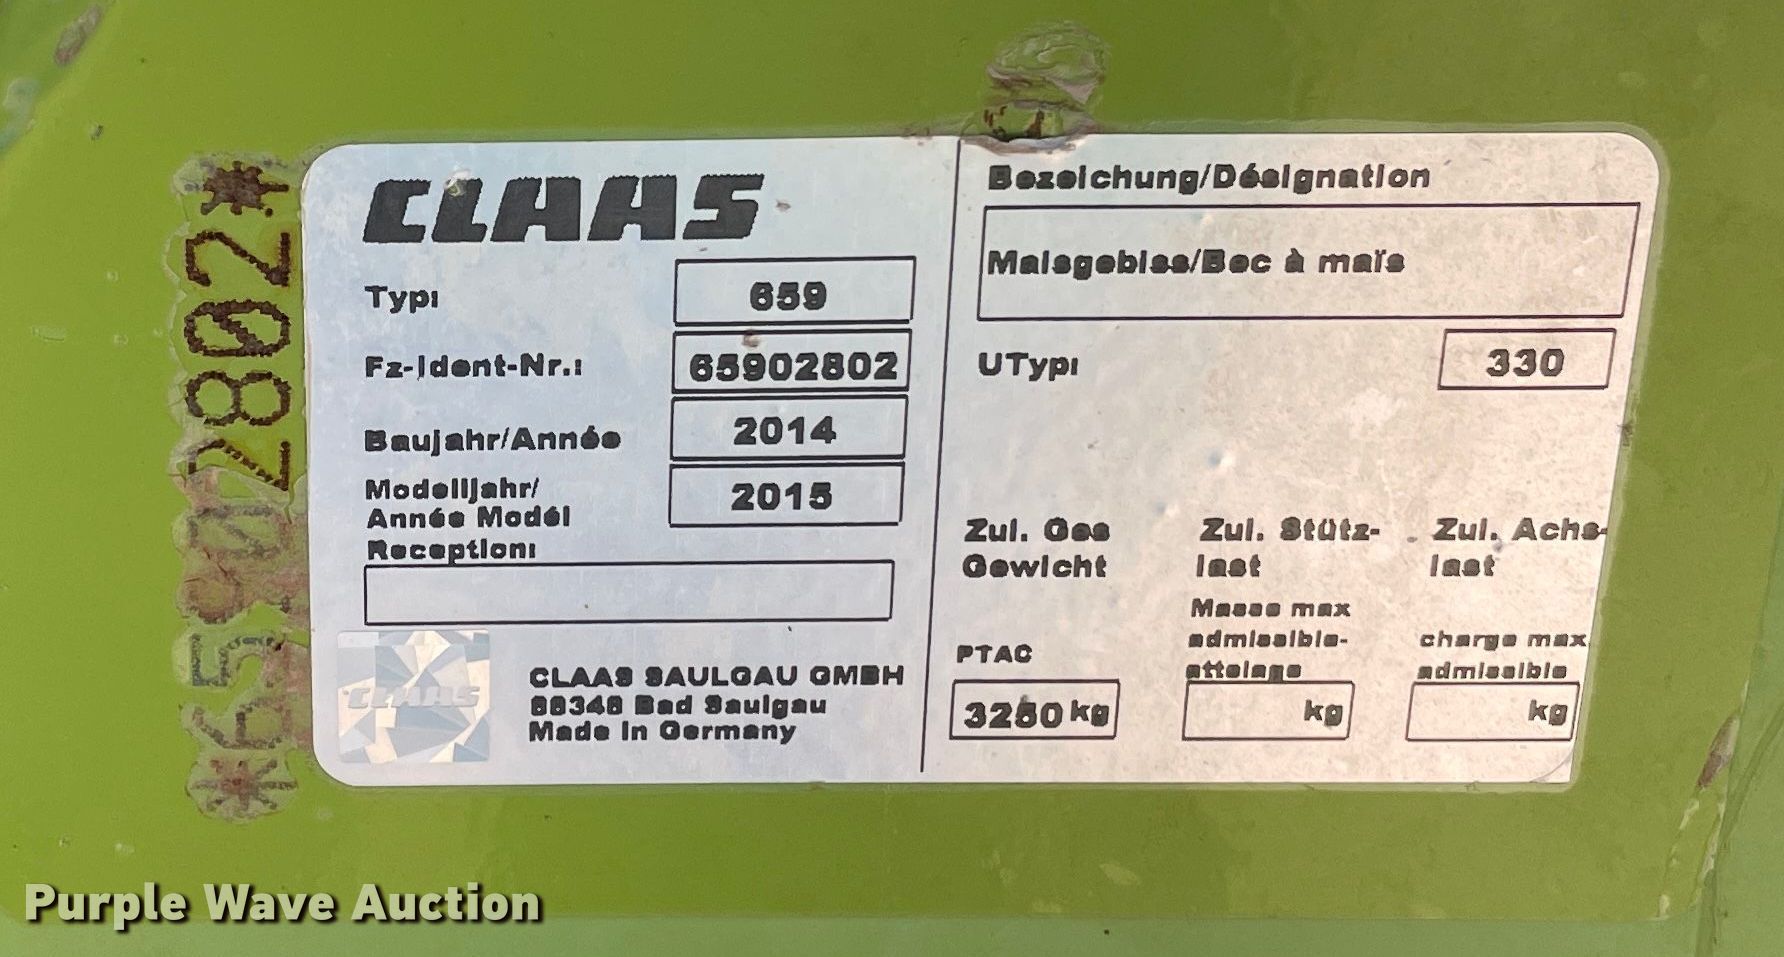 *65902802*
CLAAS
Typ: 659
Fz-Ident-Nr.: 65902802
Baujahr/Année 2014
Modelljahr/
Année Modél 2015
Reception:
CLAAS SAULGAU GMBH
88348 Bad Saulgau
Made in Germany
Bezeichung/Désignation
Maisgebiss/Bec à maïs
UTyp: 330
Zul. Ges
Gewicht
PTAC
3250 kg
Zul. Stütz-
last
Masse max
admissible-
attelage
kg
Zul. Achs-
last
charge max
admissible
kg
CLAAS
Purple Wave Auction